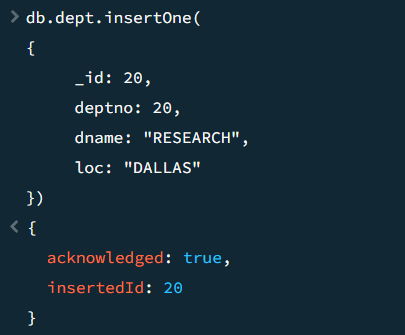 > db.dept.insertOne(
{
_id: 20,
deptno: 20,
dname: "RESEARCH",
loc: "DALLAS"
})
< {
acknowledged: true,
insertedId: 20
}